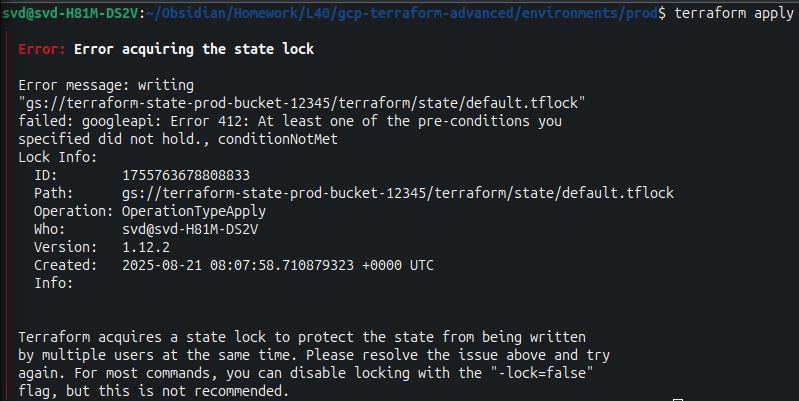 svd@svd-H81M-DS2V:~/Obsidian/Homework/L40/gcp-terraform-advanced/environments/prod$ terraform apply
Error: Error acquiring the state lock
Error message: writing
"gs://terraform-state-prod-bucket-12345/terraform/state/default.tflock"
failed: googleapi: Error 412: At least one of the pre-conditions you
specified did not hold., conditionNotMet
Lock Info:
ID:        1755763678808833
Path:      gs://terraform-state-prod-bucket-12345/terraform/state/default.tflock
Operation: OperationTypeApply
Who:       svd@svd-H81M-DS2V
Version:   1.12.2
Created:   2025-08-21 08:07:58.710879323 +0000 UTC
Info:
Terraform acquires a state lock to protect the state from being written
by multiple users at the same time. Please resolve the issue above and try
again. For most commands, you can disable locking with the "-lock=false"
flag, but this is not recommended.